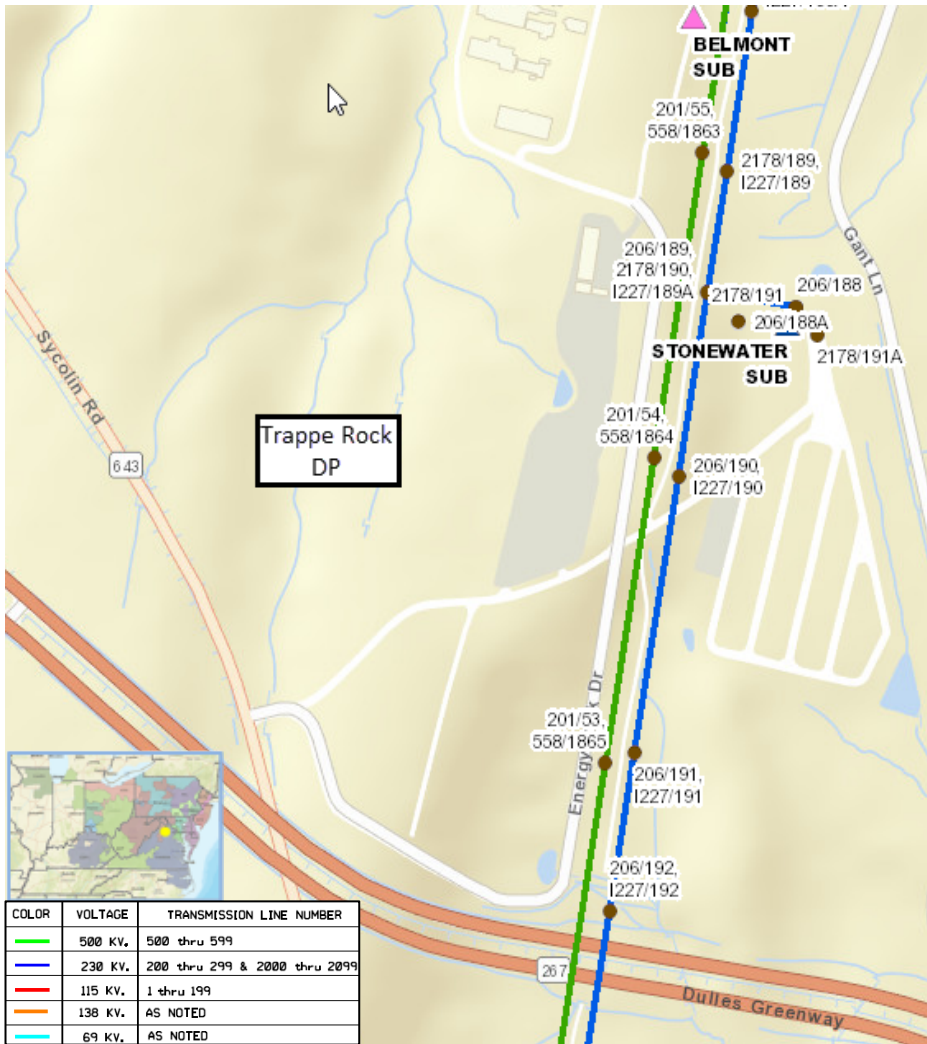 BELMONT
SUB
201/55,
558/1863
2178/189,
I227/189
206/189,
2178/190,
I227/189A
2178/191
206/188
206/188A
STONEWATER
SUB
2178/191A
Gant Ln
Sycolin Rd
643
Trappe Rock
DP
201/54,
558/1864
206/190,
I227/190
201/53,
558/1865
206/191,
I227/191
206/192,
I227/192
267
Dulles Greenway
COLOR VOLTAGE TRANSMISSION LINE NUMBER
500 KV. 500 thru 599
230 KV. 200 thru 299 & 2000 thru 2099
115 KV. 1 thru 199
138 KV. AS NOTED
69 KV. AS NOTED